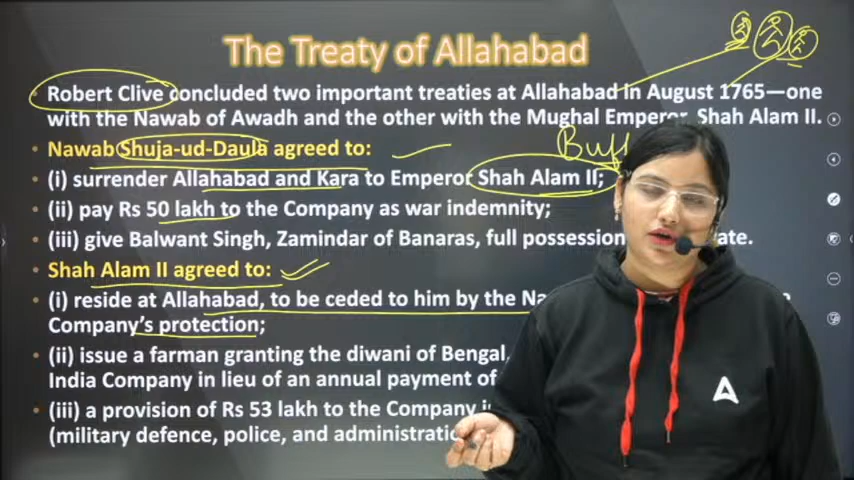 The Treaty of Allahabad
Robert Clive concluded two important treaties at Allahabad in August 1765—one
with the Nawab of Awadh and the other with the Mughal Emperor, Shah Alam II.
Nawab Shuja-ud-Daula agreed to:
Buff
(i) surrender Allahabad and Kara to Emperor Shah Alam II;
(ii) pay Rs 50 lakh to the Company as war indemnity;
(iii) give Balwant Singh, Zamindar of Banaras, full possession
Shah Alam II agreed to:
(i) reside at Allahabad, to be ceded to him by the
Company's protection;
(ii) issue a farman granting the diwani of Bengal,
India Company in lieu of an annual payment of
(iii) a provision of Rs 53 lakh to the Company
(military defence, police, and
A